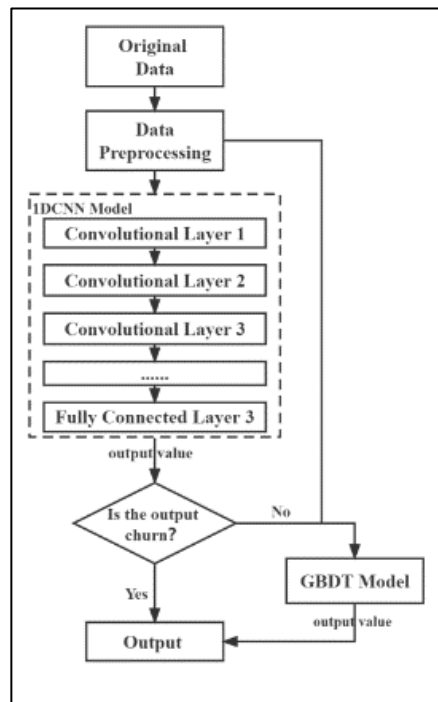 Original
Data
Data
Preprocessing
1DCNN Model
Convolutional Layer 1
Convolutional Layer 2
Convolutional Layer 3
......
Fully Connected Layer 3
output value
Is the output
churn?
No
Yes
GBDT Model
output value
Output